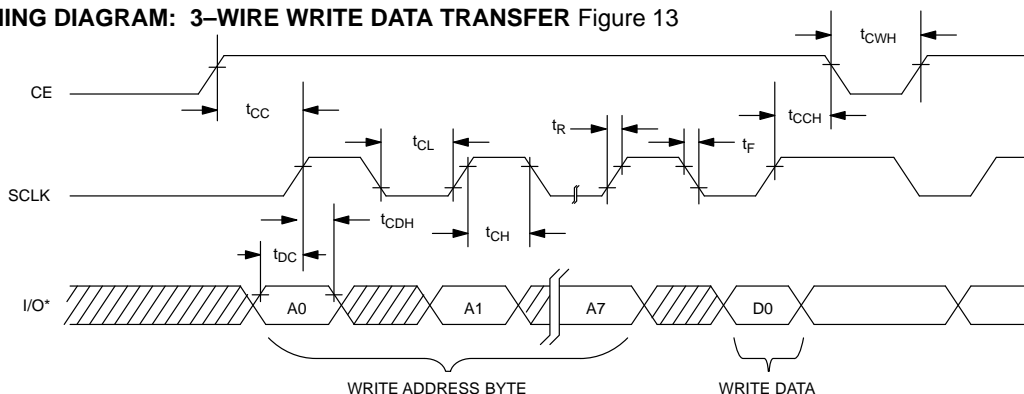 MING DIAGRAM: 3–WIRE WRITE DATA TRANSFER Figure 13
tCWH
CE
tCC
tCCH
tR
tCL
tF
SCLK
tCDH
tCH
tDC
I/O*
A0
A1
A7
D0
WRITE ADDRESS BYTE
WRITE DATA